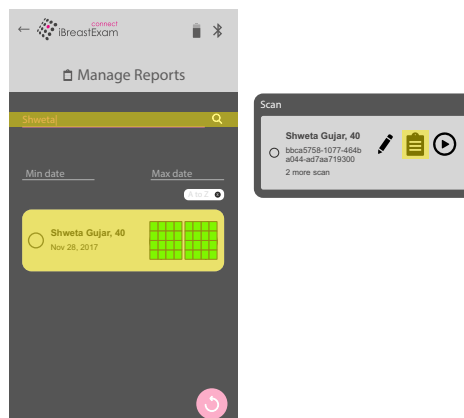 connect
iBreastExam
Manage Reports
Shweta
Min date
Max date
A to Z
Shweta Gujar, 40
Nov 28, 2017
Scan
Shweta Gujar, 40
bbca5758-1077-464b
a044-ad7aa719300
2 more scan